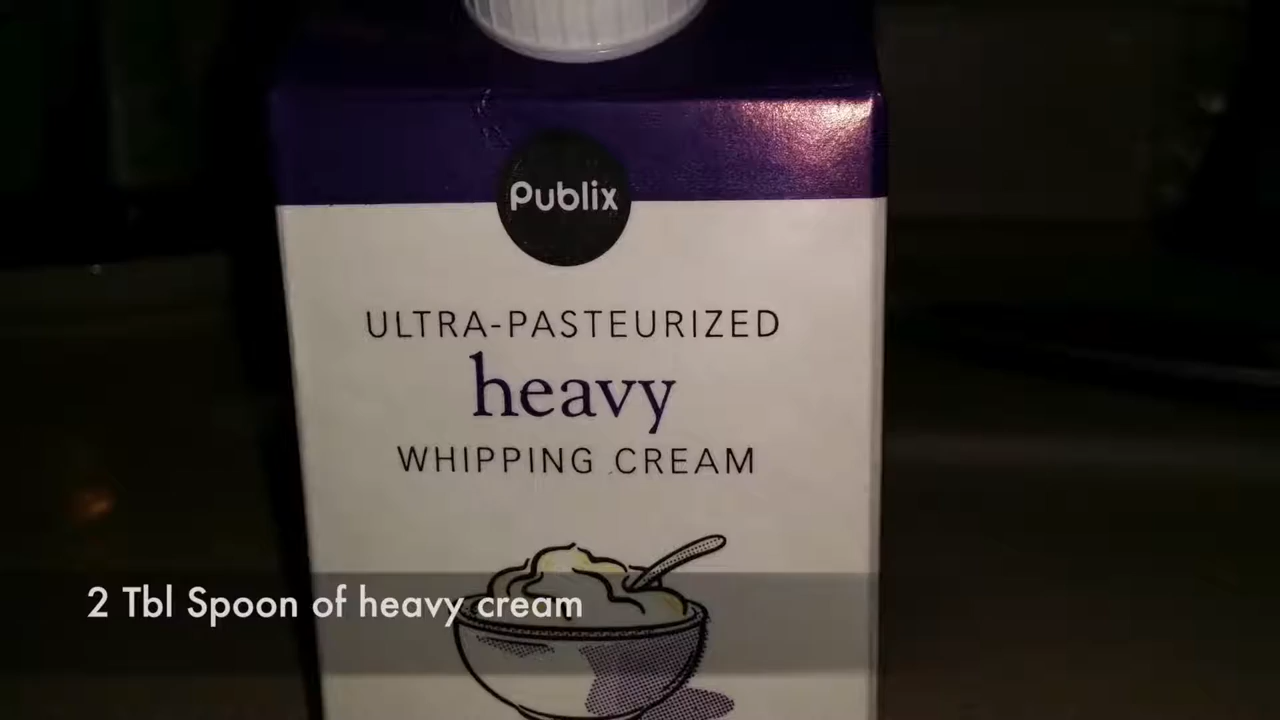 Publix
ULTRA-PASTEURIZED
heavy
WHIPPING CREAM
2 Tbl Spoon of heavy cream